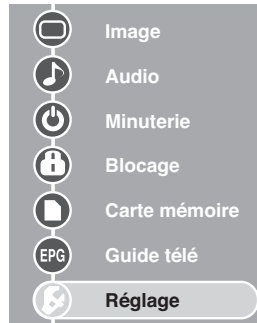 Image
Audio
Minuterie
Blocage
Carte mémoire
EPG Guide télé
Réglage